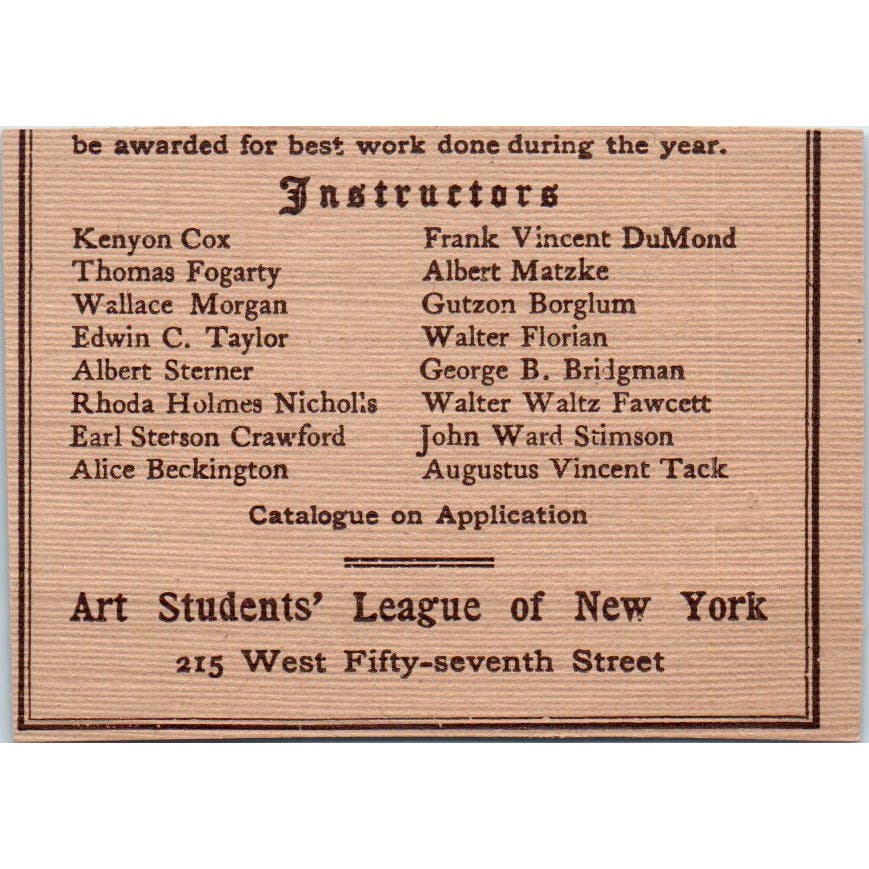 be awarded for best work done during the year.
Instructors
Kenyon Cox
Thomas Fogarty
Wallace Morgan
Edwin C. Taylor
Albert Sterner
Rhoda Holmes Nicholls
Earl Stetson Crawford
Alice Beckington
Frank Vincent DuMond
Albert Matzke
Gutzon Borglum
Walter Florian
George B. Bridgman
Walter Waltz Fawcett
John Ward Stimson
Augustus Vincent Tack
Catalogue on Application
Art Students' League of New York
215 West Fifty-seventh Street